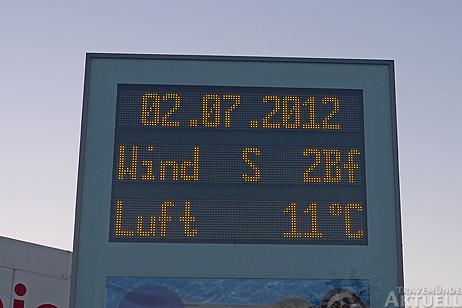 02.07.2012
Wind S 2Bf
Luft 11°C
TRAVEMÜNDE
AKTUELL